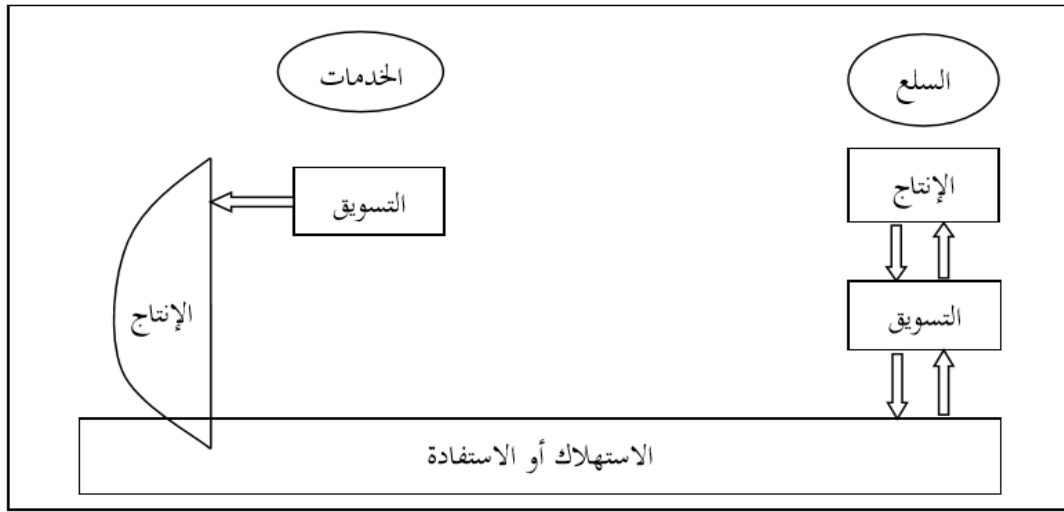 السلع
الخدمات
الإنتاج
التسويق
التسويق
الإنتاج
الاستهلاك أو الاستفادة